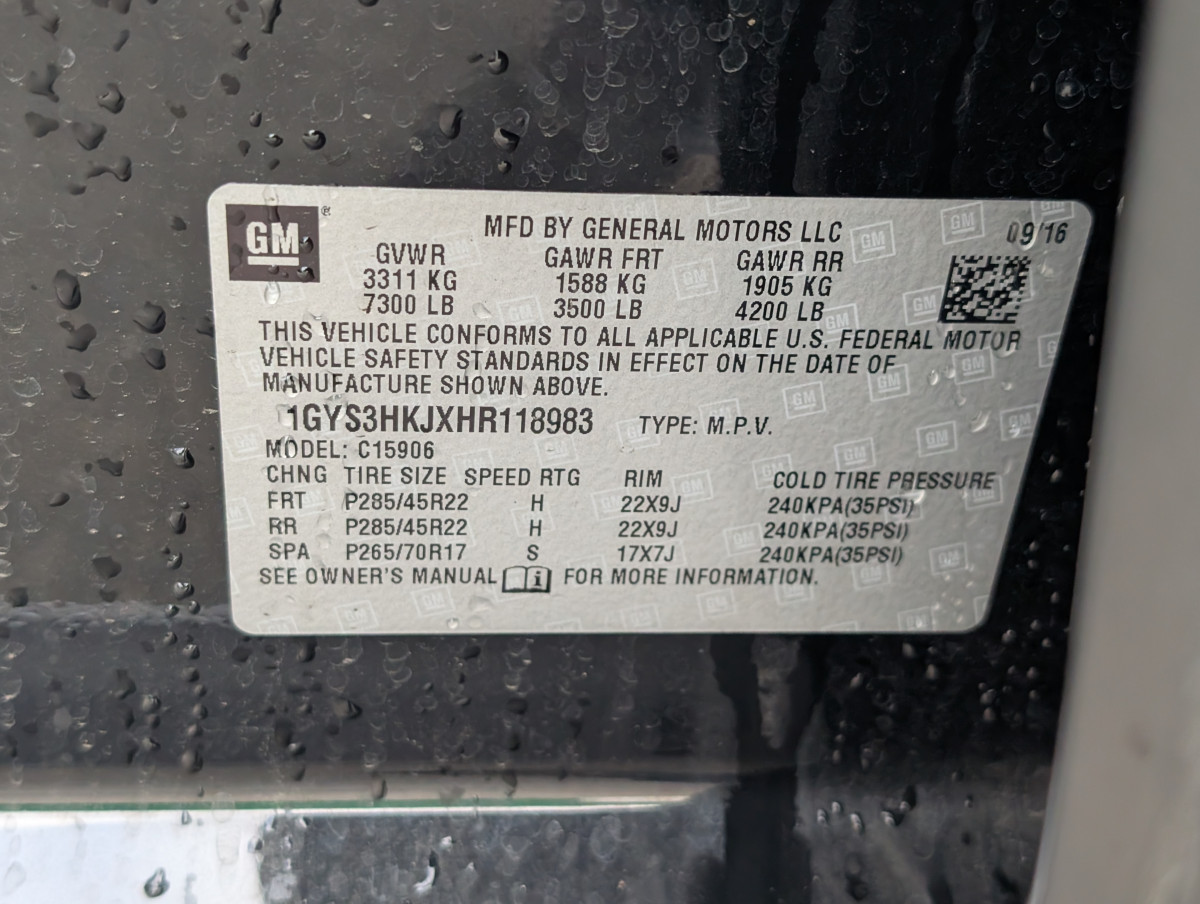 GM ®
MFD BY GENERAL MOTORS LLC 09/16
GVWR GAWR FRT GAWR RR
3311 KG 1588 KG 1905 KG
7300 LB 3500 LB 4200 LB
THIS VEHICLE CONFORMS TO ALL APPLICABLE U.S. FEDERAL MOTOR
VEHICLE SAFETY STANDARDS IN EFFECT ON THE DATE OF
MANUFACTURE SHOWN ABOVE.
1GYS3HKJXHR118983 TYPE: M.P.V.
MODEL: C15906
CHNG TIRE SIZE SPEED RTG RIM COLD TIRE PRESSURE
FRT P285/45R22 H 22X9J 240KPA(35PSI)
RR P285/45R22 H 22X9J 240KPA(35PSI)
SPA P265/70R17 S 17X7J 240KPA(35PSI)
SEE OWNER'S MANUAL i FOR MORE INFORMATION.